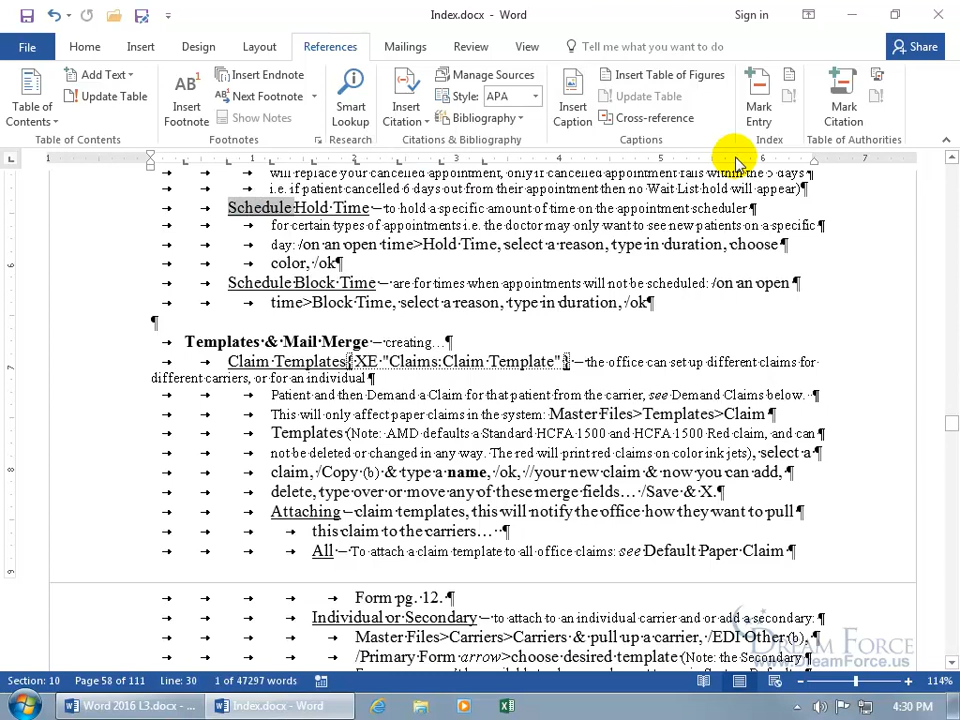 Index.docx - Word
Sign in
File
Home
Insert
Design
Layout
References
Mailings
Review
View
Tell me what you want to do
Share
Table of Contents
Add Text
Update Table
AB1
Insert Footnote
Insert Endnote
Next Footnote
Show Notes
Smart Lookup
Insert Citation
Manage Sources
Style: APA
Bibliography
Insert Caption
Insert Table of Figures
Update Table
Cross-reference
Mark Entry
Mark Citation
Table of Contents
Footnotes
Research
Citations & Bibliography
Captions
Index
Table of Authorities
1 1 2 3 4 5 6 7
will replace your cancelled appointment, only if cancelled appointment falls within the 5 days
i.e. if patient cancelled 6 days out from their appointment then no Wait List hold will appear)¶
Schedule Hold Time – to hold a specific amount of time on the appointment scheduler ¶
for certain types of appointments i.e. the doctor may only want to see new patients on a specific ¶
day: /on an open time>Hold Time, select a reason, type in duration, choose ¶
color, /ok¶
Schedule Block Time – are for times when appointments will not be scheduled: /on an open ¶
time>Block Time, select a reason, type in duration, /ok¶
¶
Templates & Mail Merge – creating…¶
Claim Templates{ XE "Claims:Claim Template" } – the office can set up different claims for
different carriers, or for an individual ¶
Patient and then Demand a Claim for that patient from the carrier, see Demand Claims below. ¶
This will only affect paper claims in the system: Master Files>Templates>Claim ¶
Templates (Note: AMD defaults a Standard HCFA 1500 and HCFA 1500 Red claim, and can ¶
not be deleted or changed in any way. The red will print red claims on color ink jets), select a ¶
claim, /Copy (b) & type a name, /ok, //your new claim & now you can add, ¶
delete, type over or move any of these merge fields… /Save & X.¶
Attaching – claim templates, this will notify the office how they want to pull ¶
this claim to the carriers… ¶
All – To attach a claim template to all office claims: see Default Paper Claim ¶
Form pg. 12. ¶
Individual or Secondary – to attach to an individual carrier and or add a secondary: ¶
Master Files>Carriers>Carriers & pull up a carrier, /EDI Other (b), ¶
/Primary Form arrow>choose desired template (Note: the Secondary ¶
6
7
8
9
DREAM FORCE
www.DreamForce.us
Section: 10
Page 58 of 111
Line: 30
1 of 47297 words
114%
Word 2016 L3.docx - ...
Index.docx - Word
4:30 PM